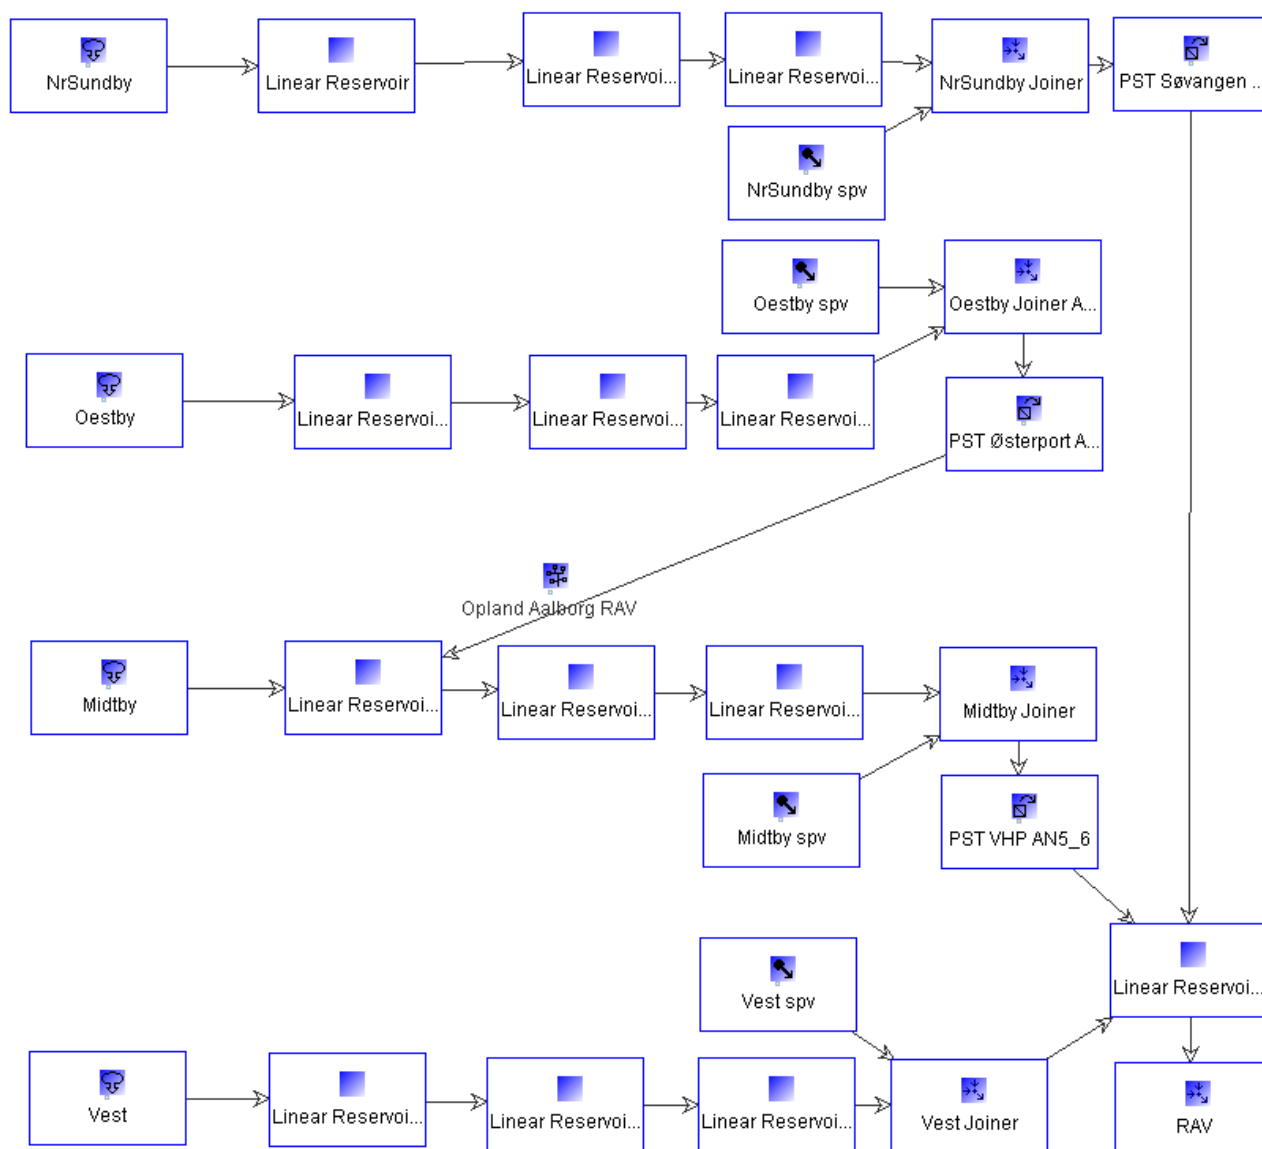 NrSundby
Linear Reservoir
Linear Reservoi...
Linear Reservoi...
NrSundby Joiner
PST Søvangen ...
NrSundby spv
Oestby spv
Oestby Joiner A...
Oestby
Linear Reservoi...
Linear Reservoi...
Linear Reservoi...
PST Østerport A...
Opland Aalborg RAV
Midtby
Linear Reservoi...
Linear Reservoi...
Linear Reservoi...
Midtby Joiner
Midtby spv
PST VHP AN5_6
Vest spv
Linear Reservoi...
Vest
Linear Reservoi...
Linear Reservoi...
Linear Reservoi...
Vest Joiner
RAV